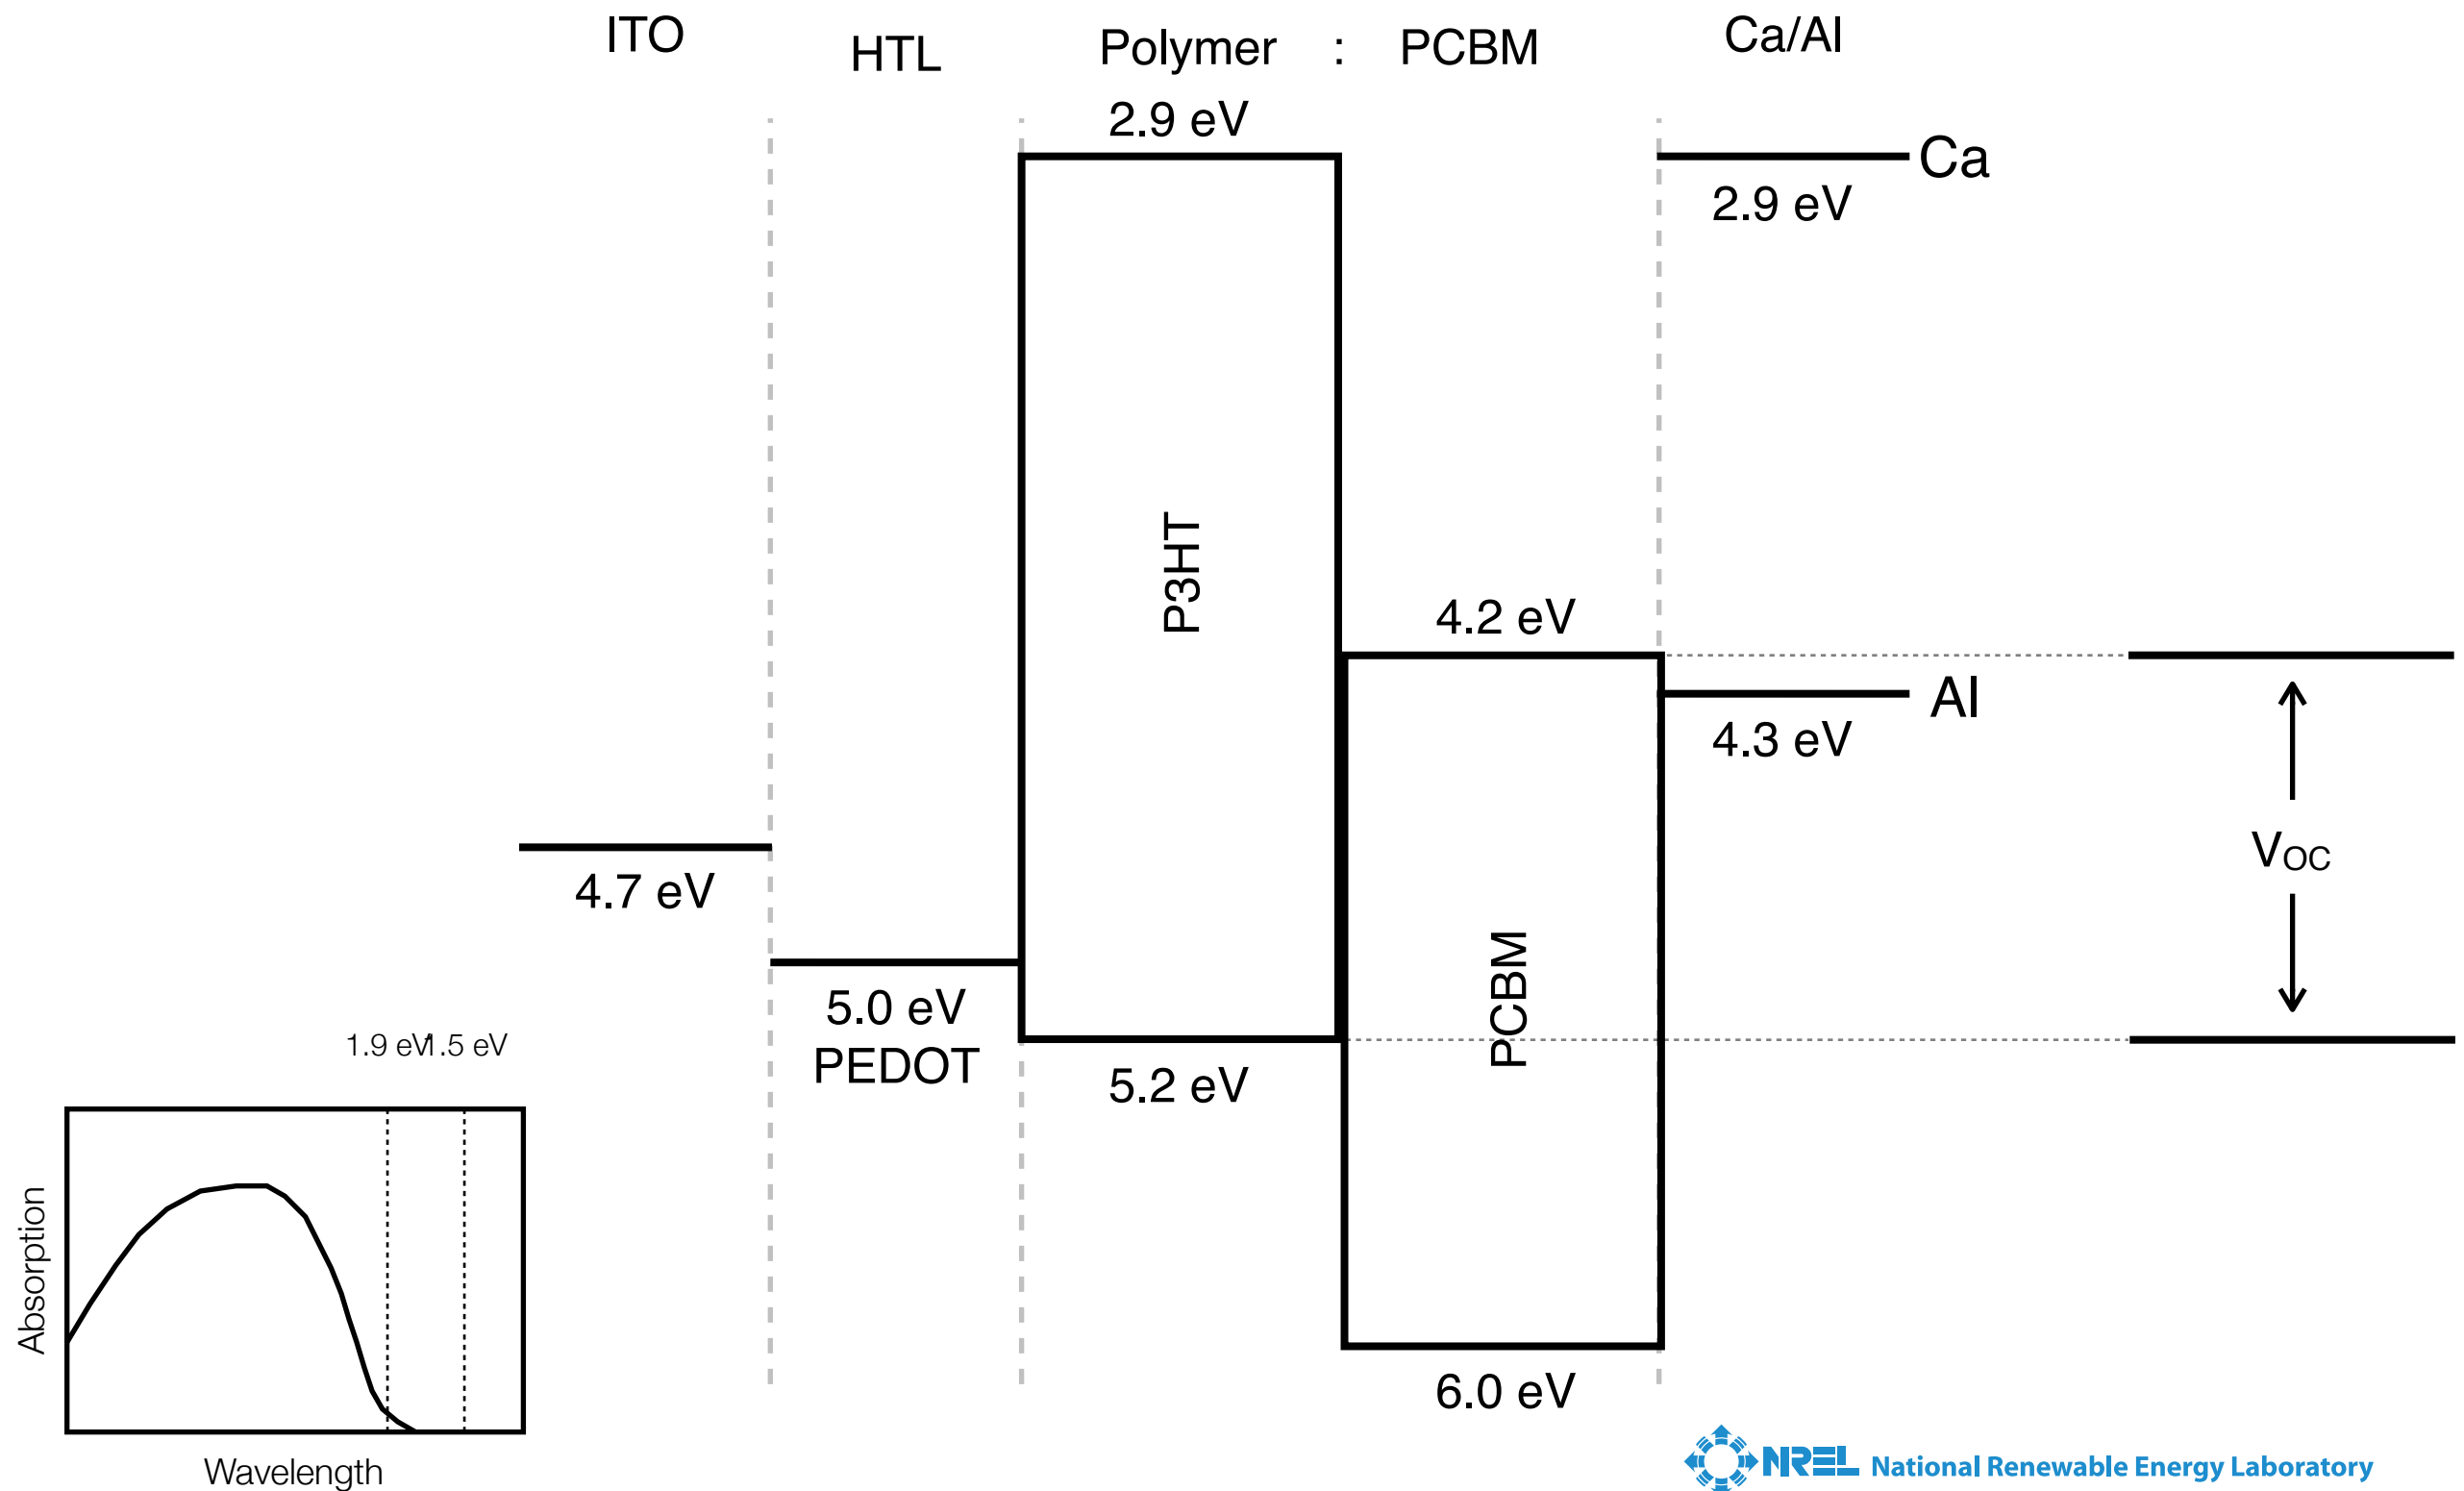 ITO
HTL
Polymer : PCBM
Ca/Al
2.9 eV
Ca
2.9 eV
P3HT
4.2 eV
Al
4.3 eV
4.7 eV
VOC
PCBM
5.0 eV
PEDOT
5.2 eV
6.0 eV
1.9 eV
1.5 eV
Absorption
Wavelength
NREL National Renewable Energy Laboratory